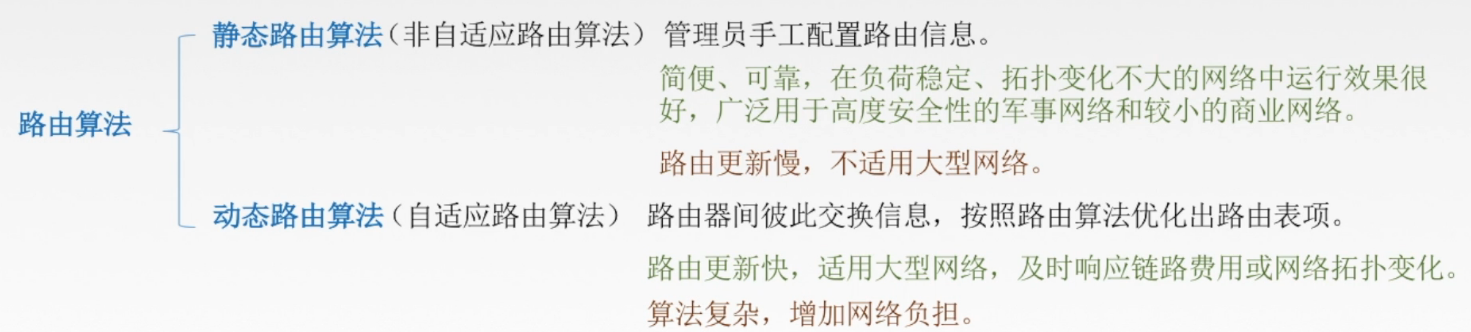 静态路由算法（非自适应路由算法） 管理员手工配置路由信息。
简便、可靠，在负荷稳定、拓扑变化不大的网络中运行效果很
好，广泛用于高度安全性的军事网络和较小的商业网络。
路由算法
路由更新慢，不适用大型网络。
动态路由算法（自适应路由算法） 路由器间彼此交换信息，按照路由算法优化出路由表项。
路由更新快，适用大型网络，及时响应链路费用或网络拓扑变化。
算法复杂，增加网络负担。